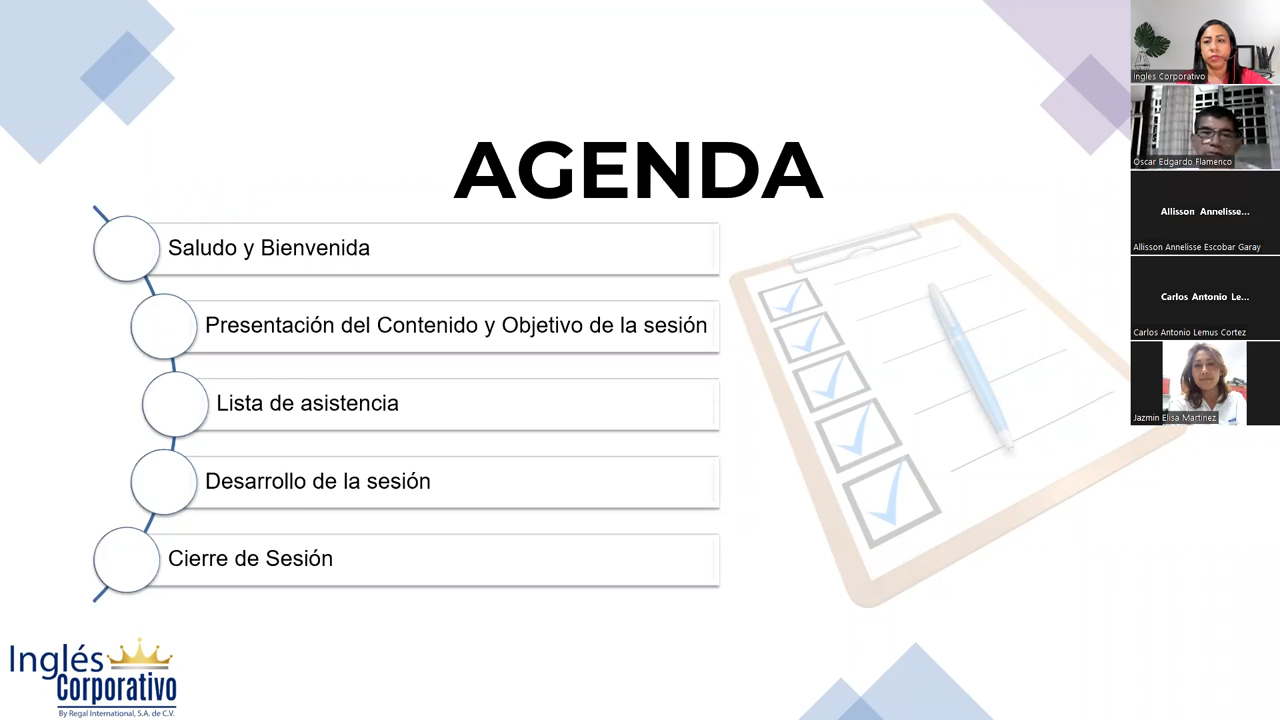 AGENDA
Saludo y Bienvenida
Presentación del Contenido y Objetivo de la sesión
Lista de asistencia
Desarrollo de la sesión
Cierre de Sesión
Inglés
Corporativo
By Regal International, S.A. de C.V.
Ingles Corporativo
Oscar Edgardo Flamenco
Allisson Annelisse...
Allisson Annelisse Escobar Garay
Carlos Antonio Le...
Carlos Antonio Lemus Cortez
Jazmin Elisa Martinez